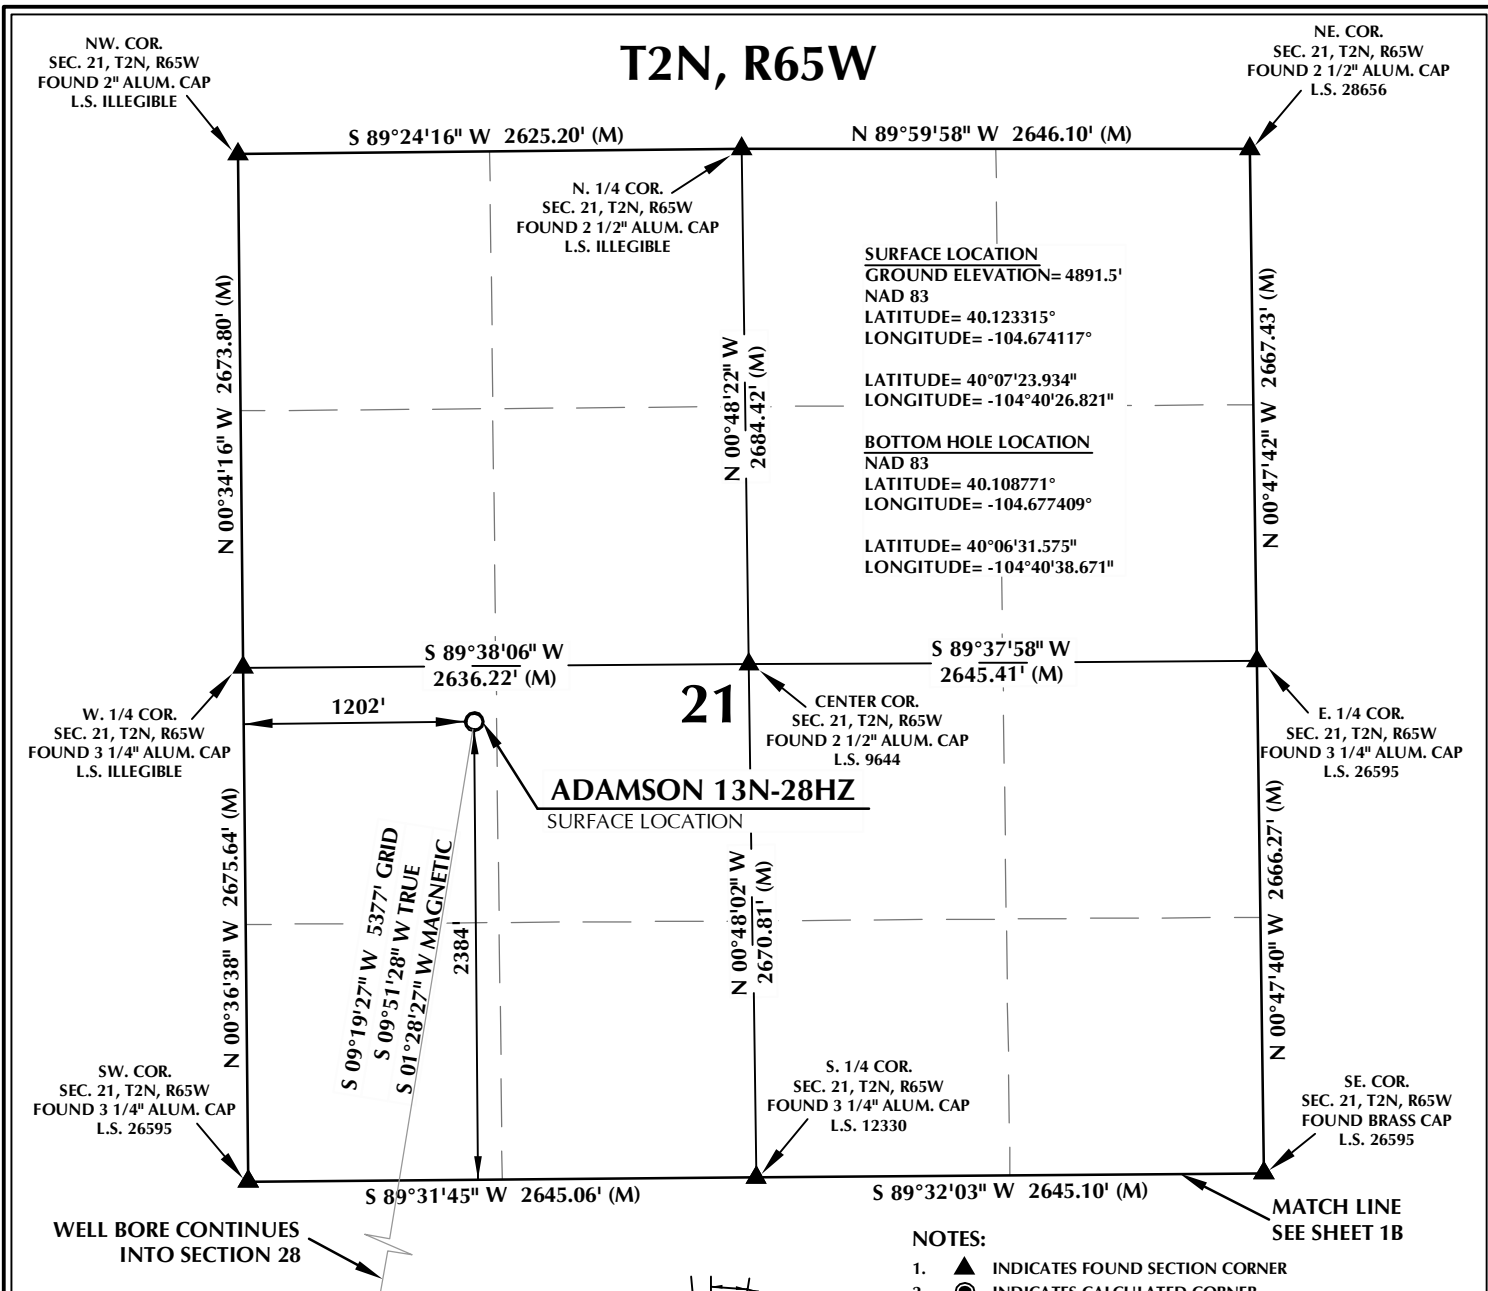 T2N, R65W
NW. COR.
SEC. 21, T2N, R65W
FOUND 2" ALUM. CAP
L.S. ILLEGIBLE
NE. COR.
SEC. 21, T2N, R65W
FOUND 2 1/2" ALUM. CAP
L.S. 28656
S 89°24'16" W 2625.20' (M)
N 89°59'58" W 2646.10' (M)
N. 1/4 COR.
SEC. 21, T2N, R65W
FOUND 2 1/2" ALUM. CAP
L.S. ILLEGIBLE
SURFACE LOCATION
GROUND ELEVATION= 4891.5'
NAD 83
LATITUDE= 40.123315°
LONGITUDE= -104.674117°
LATITUDE= 40°07'23.934"
LONGITUDE= -104°40'26.821"
BOTTOM HOLE LOCATION
NAD 83
LATITUDE= 40.108771°
LONGITUDE= -104.677409°
LATITUDE= 40°06'31.575"
LONGITUDE= -104°40'38.671"
N 00°34'16" W 2673.80' (M)
N 00°48'22" W
2684.42' (M)
N 00°47'42" W 2667.43' (M)
S 89°38'06" W
2636.22' (M)
S 89°37'58" W
2645.41' (M)
21
1202'
W. 1/4 COR.
SEC. 21, T2N, R65W
FOUND 3 1/4" ALUM. CAP
L.S. ILLEGIBLE
CENTER COR.
SEC. 21, T2N, R65W
FOUND 2 1/2" ALUM. CAP
L.S. 9644
E. 1/4 COR.
SEC. 21, T2N, R65W
FOUND 3 1/4" ALUM. CAP
L.S. 26595
ADAMSON 13N-28HZ
SURFACE LOCATION
N 00°36'38" W 2675.64' (M)
S 09°19'27" W 5377' GRID
S 09°51'28" W TRUE
S 01°28'27" W MAGNETIC
2384'
N 00°48'02" W
2670.81' (M)
N 00°47'40" W 2666.27' (M)
SW. COR.
SEC. 21, T2N, R65W
FOUND 3 1/4" ALUM. CAP
L.S. 26595
S. 1/4 COR.
SEC. 21, T2N, R65W
FOUND 3 1/4" ALUM. CAP
L.S. 12330
SE. COR.
SEC. 21, T2N, R65W
FOUND BRASS CAP
L.S. 26595
S 89°31'45" W 2645.06' (M)
S 89°32'03" W 2645.10' (M)
WELL BORE CONTINUES
INTO SECTION 28
MATCH LINE
SEE SHEET 1B
NOTES:
1. INDICATES FOUND SECTION CORNER
2. INDICATES CALCULATED CORNER